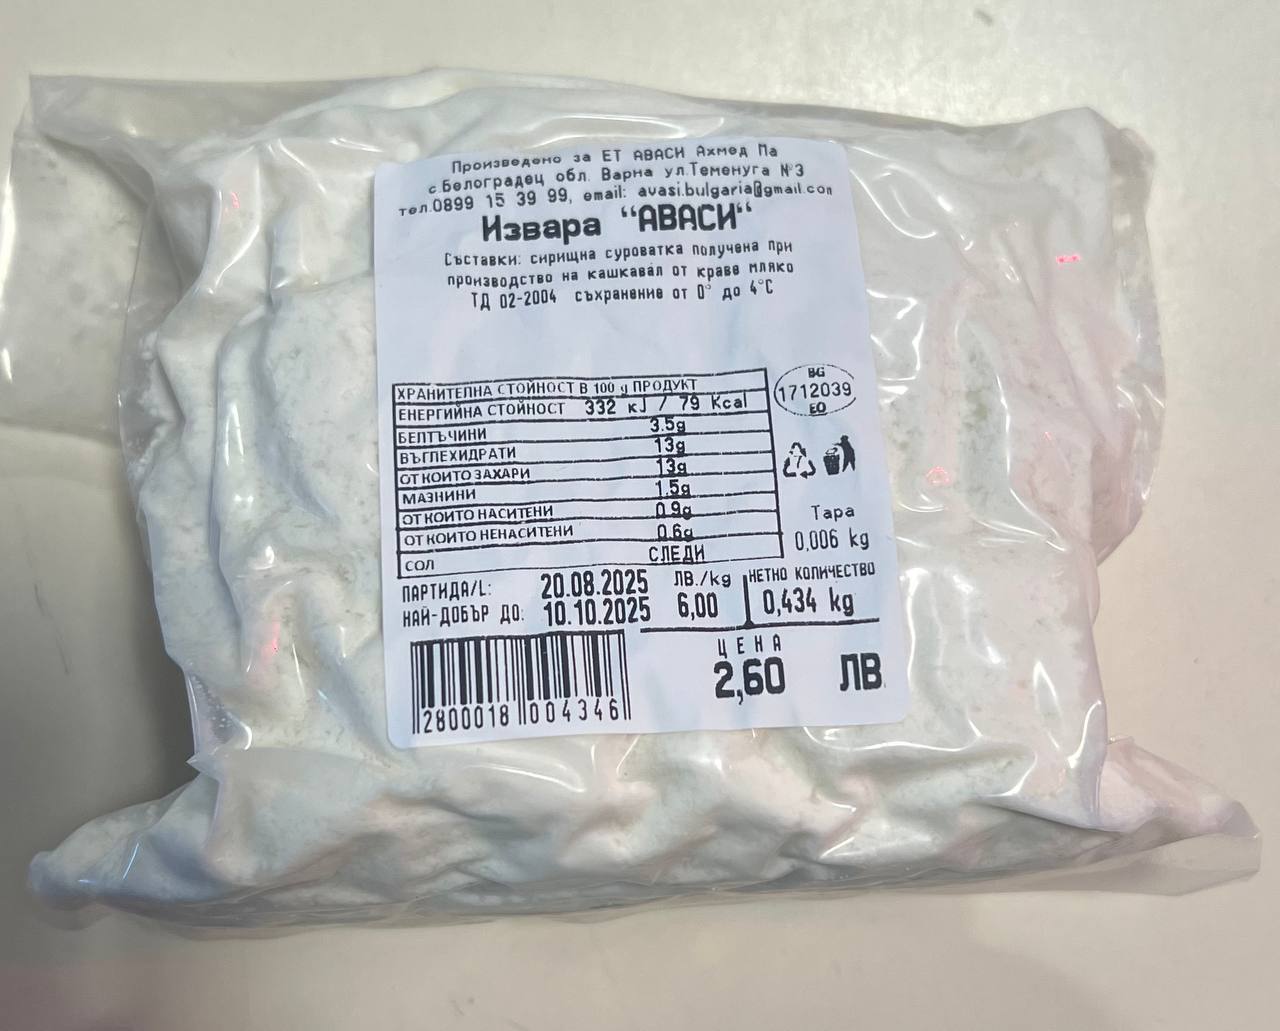 Произведено за ЕТ АВАСИ Ахмед Па
с.Белоградец обл. Варна ул.Теменуга №3
тел.0899 15 39 99, email: avasi.bulgaria@gmail.com
Извара “АВАСИ“
Съставки: сирищна суроватка получена при
производство на кашкавал от краве мляко
ТД 02-2004 съхранение от 0° до 4°C
ХРАНИТЕЛНА СТОЙНОСТ В 100 g ПРОДУКТ
ЕНЕРГИЙНА СТОЙНОСТ 332 кJ / 79 Kcal
БЕЛТЪЧИНИ 3.5g
ВЪГЛЕХИДРАТИ 13g
ОТ КОИТО ЗАХАРИ 13g
МАЗНИНИ 1.5g
ОТ КОИТО НАСИТЕНИ 0.9g
ОТ КОИТО НЕНАСИТЕНИ 0.6g
СОЛ СЛЕДИ
BG
1712039
EO
7
Тара
0,006 kg
ПАРТИДА/L: 20.08.2025
НАЙ-ДОБЪР ДО: 10.10.2025
ЛВ./kg
6,00
НЕТНО КОЛИЧЕСТВО
0,434 kg
ЦЕНА
2,60 ЛВ.
2800018 004346